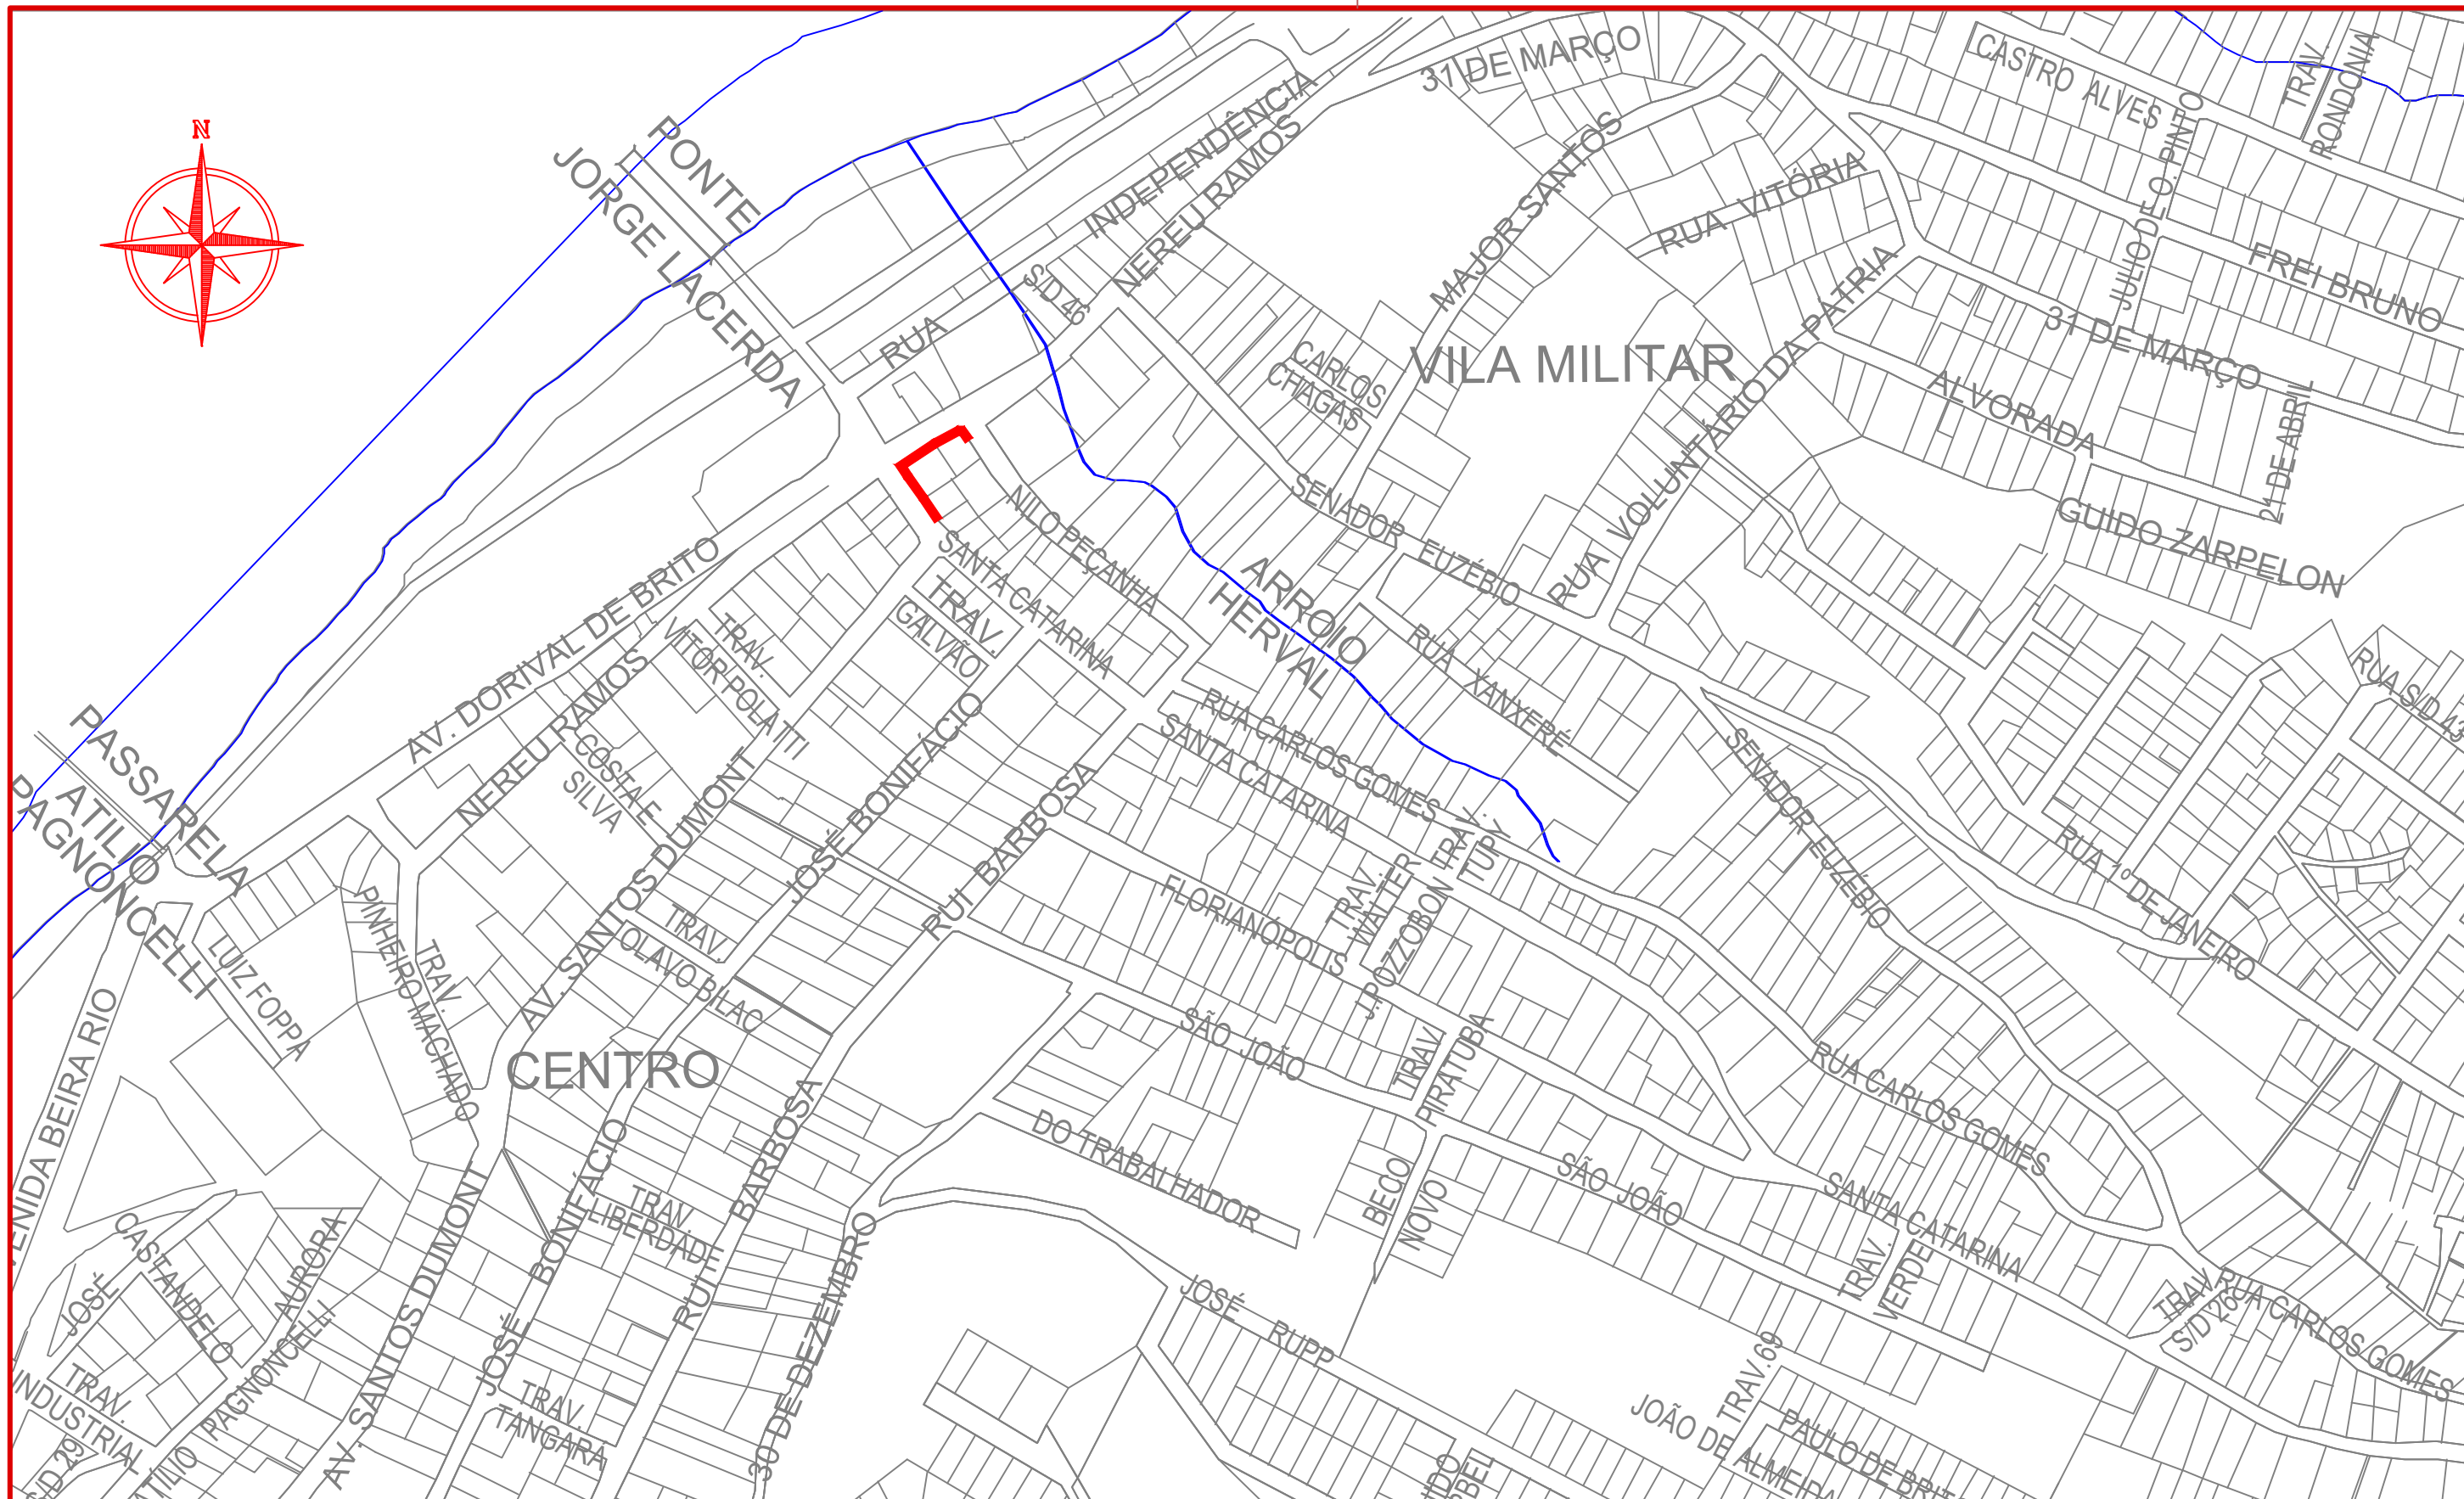 N
PONTE
JORGE LACERDA
31 DE MARÇO
CASTRO ALVES
TRAV.
RONDONIA
JULIO DE O. PINTO
INDEPENDÊNCIA
RUA
NEREU RAMOS
S/D 46
MAJOR SANTOS
RUA VITÓRIA
FREI BRUNO
31 DE MARÇO
CARLOS
CHAGAS
VILA MILITAR
RUA VOLUNTÁRIO DA PÁTRIA
ALVORADA
21 DE ABRIL
GUIDO ZARPELON
NILO PEÇANHA
SENADOR EUZÉBIO
SANTA CATARINA
TRAV.
GALVÃO
ARROIO
HERVAL
RUA XANXERÉ
AV. DORIVAL DE BRITO
TRAV.
VITOR POLATTI
NEREU RAMOS
COSTA E
SILVA
RUA CARLOS GOMES
SANTA CATARINA
SENADOR EUZÉBIO
RUA S/D 43
PASSARELA
ATILIO
PAGNONCELLI
AV. SANTOS DUMONT
JOSÉ BONIFÁCIO
RUI BARBOSA
FLORIANÓPOLIS
TRAV.
WALTER
TRAV.
TUPY
J.POZZOBON
RUA 1º DE JANEIRO
LUIZ FOPPA
PINHEIRO MACHADO
TRAV.
TRAV.
OLAVO BILAC
SÃO JOÃO
TRAV.
PIRATUBA
CENTRO
RUA CARLOS GOMES
DO TRABALHADOR
BECO
NOVO
SÃO JOÃO
SANTA CATARINA
TRAV.
VERDE
TRAV.
S/D 26
RUA CARLOS GOMES
JOSÉ
CASTANDELO
AURORA
AV. SANTOS DUMONT
JOSÉ BONIFÁCIO
TRAV.
LIBERDADE
RUI BARBOSA
30 DE DEZEMBRO
JOSÉ RUPP
TRAV.69
JOÃO DE ALMEIDA
PAULO DE BRIT
TRAV.
INDUSTRIAL
ATÍLIO PAGNONCELLI
TRAV.
TANGARÁ
ENIDA BEIRA RIO
S/D 29